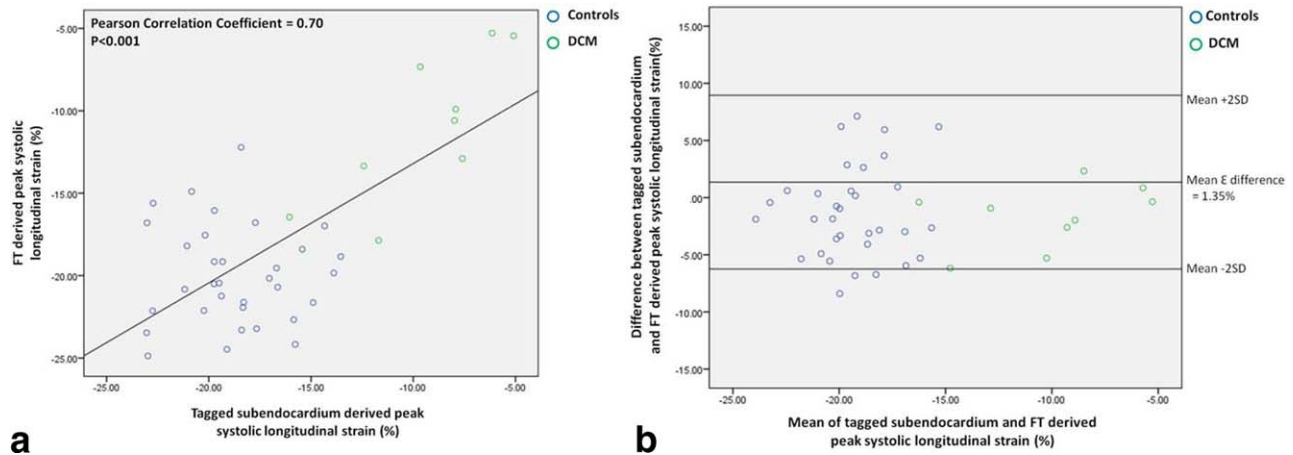 Pearson Correlation Coefficient = 0.70
P<0.001
Controls
DCM
-5.00
-10.00
-15.00
-20.00
-25.00
-25.00
-20.00
-15.00
-10.00
-5.00
FT derived peak systolic
longitudinal strain (%)
Tagged subendocardium derived peak
systolic longitudinal strain (%)
a
Controls
DCM
15.00
10.00
5.00
.00
-5.00
-10.00
-15.00
-25.00
-20.00
-15.00
-10.00
-5.00
Mean +2SD
Mean Ɛ difference
= 1.35%
Mean -2SD
Difference between tagged subendocardium
and FT derived peak systolic longitudinal strain(%)
Mean of tagged subendocardium and FT derived
peak systolic longitudinal strain (%)
b